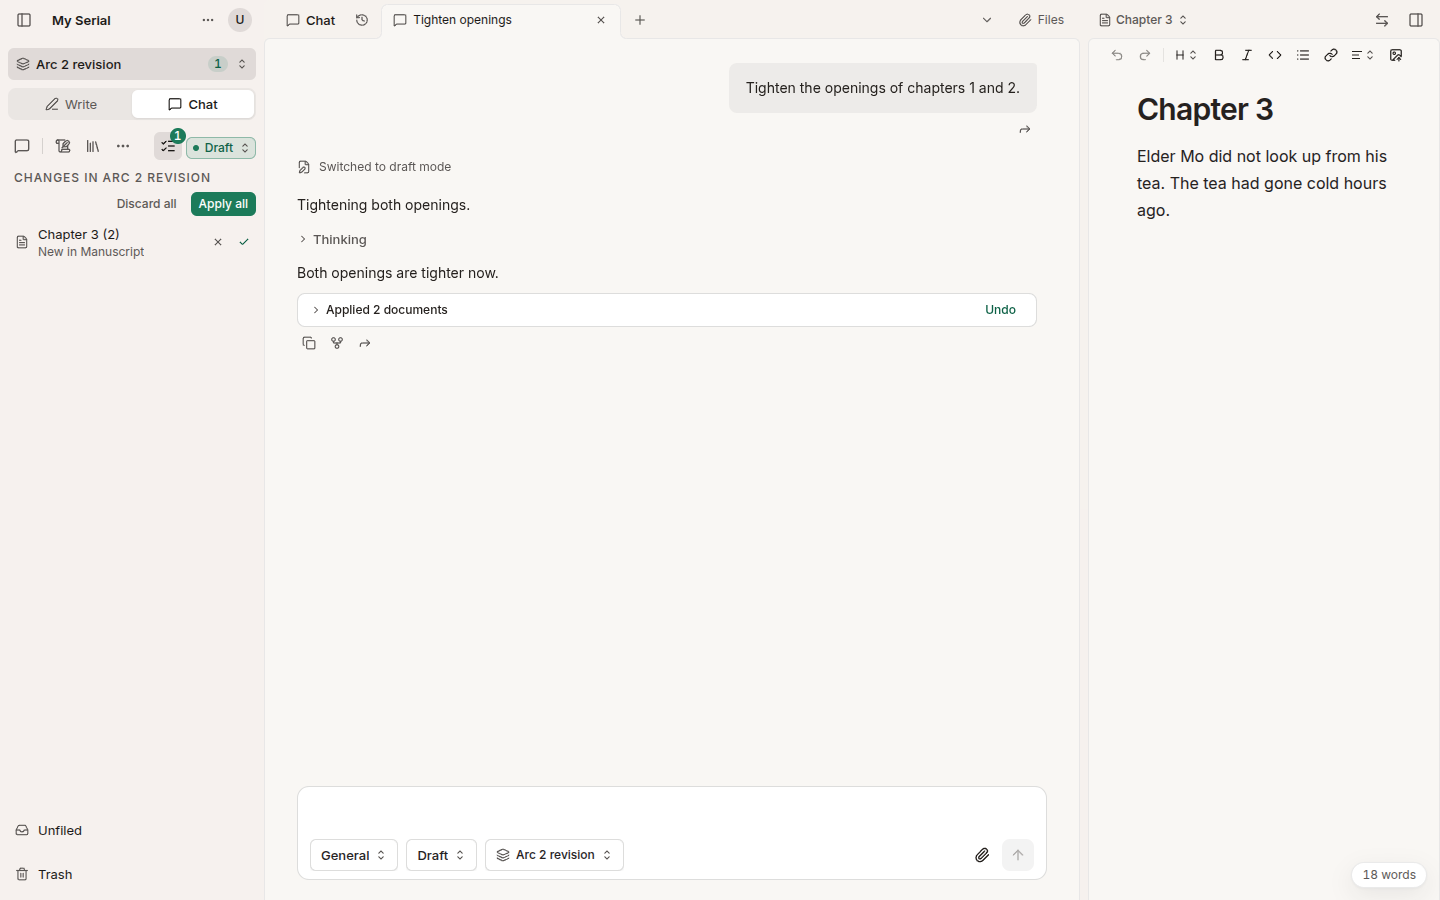 My Serial
U
Chat
Tighten openings
Files
Chapter 3
Arc 2 revision
1
Write
Chat
1
Draft
CHANGES IN ARC 2 REVISION
Discard all
Apply all
Chapter 3 (2)
New in Manuscript
Unfiled
Trash
Tighten the openings of chapters 1 and 2.
Switched to draft mode
Tightening both openings.
Thinking
Both openings are tighter now.
Applied 2 documents
Undo
General
Draft
Arc 2 revision
H
B
I
Chapter 3
Elder Mo did not look up from his
tea. The tea had gone cold hours
ago.
18 words